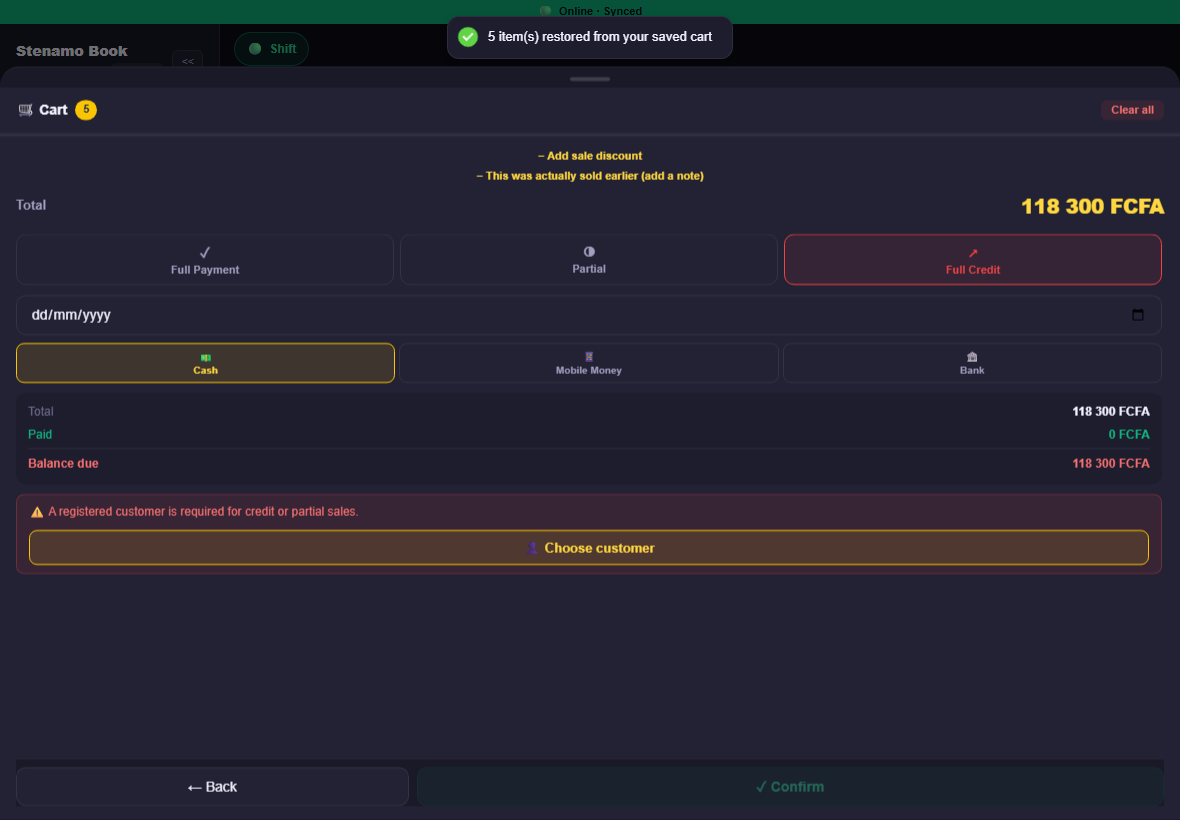 Online · Synced
Stenamo Book
<<
Shift
5 item(s) restored from your saved cart
Cart 5
Clear all
– Add sale discount
– This was actually sold earlier (add a note)
Total
118 300 FCFA
✓
Full Payment
Partial
↗
Full Credit
dd/mm/yyyy
Cash
Mobile Money
Bank
Total
118 300 FCFA
Paid
0 FCFA
Balance due
118 300 FCFA
⚠ A registered customer is required for credit or partial sales.
Choose customer
← Back
✓ Confirm